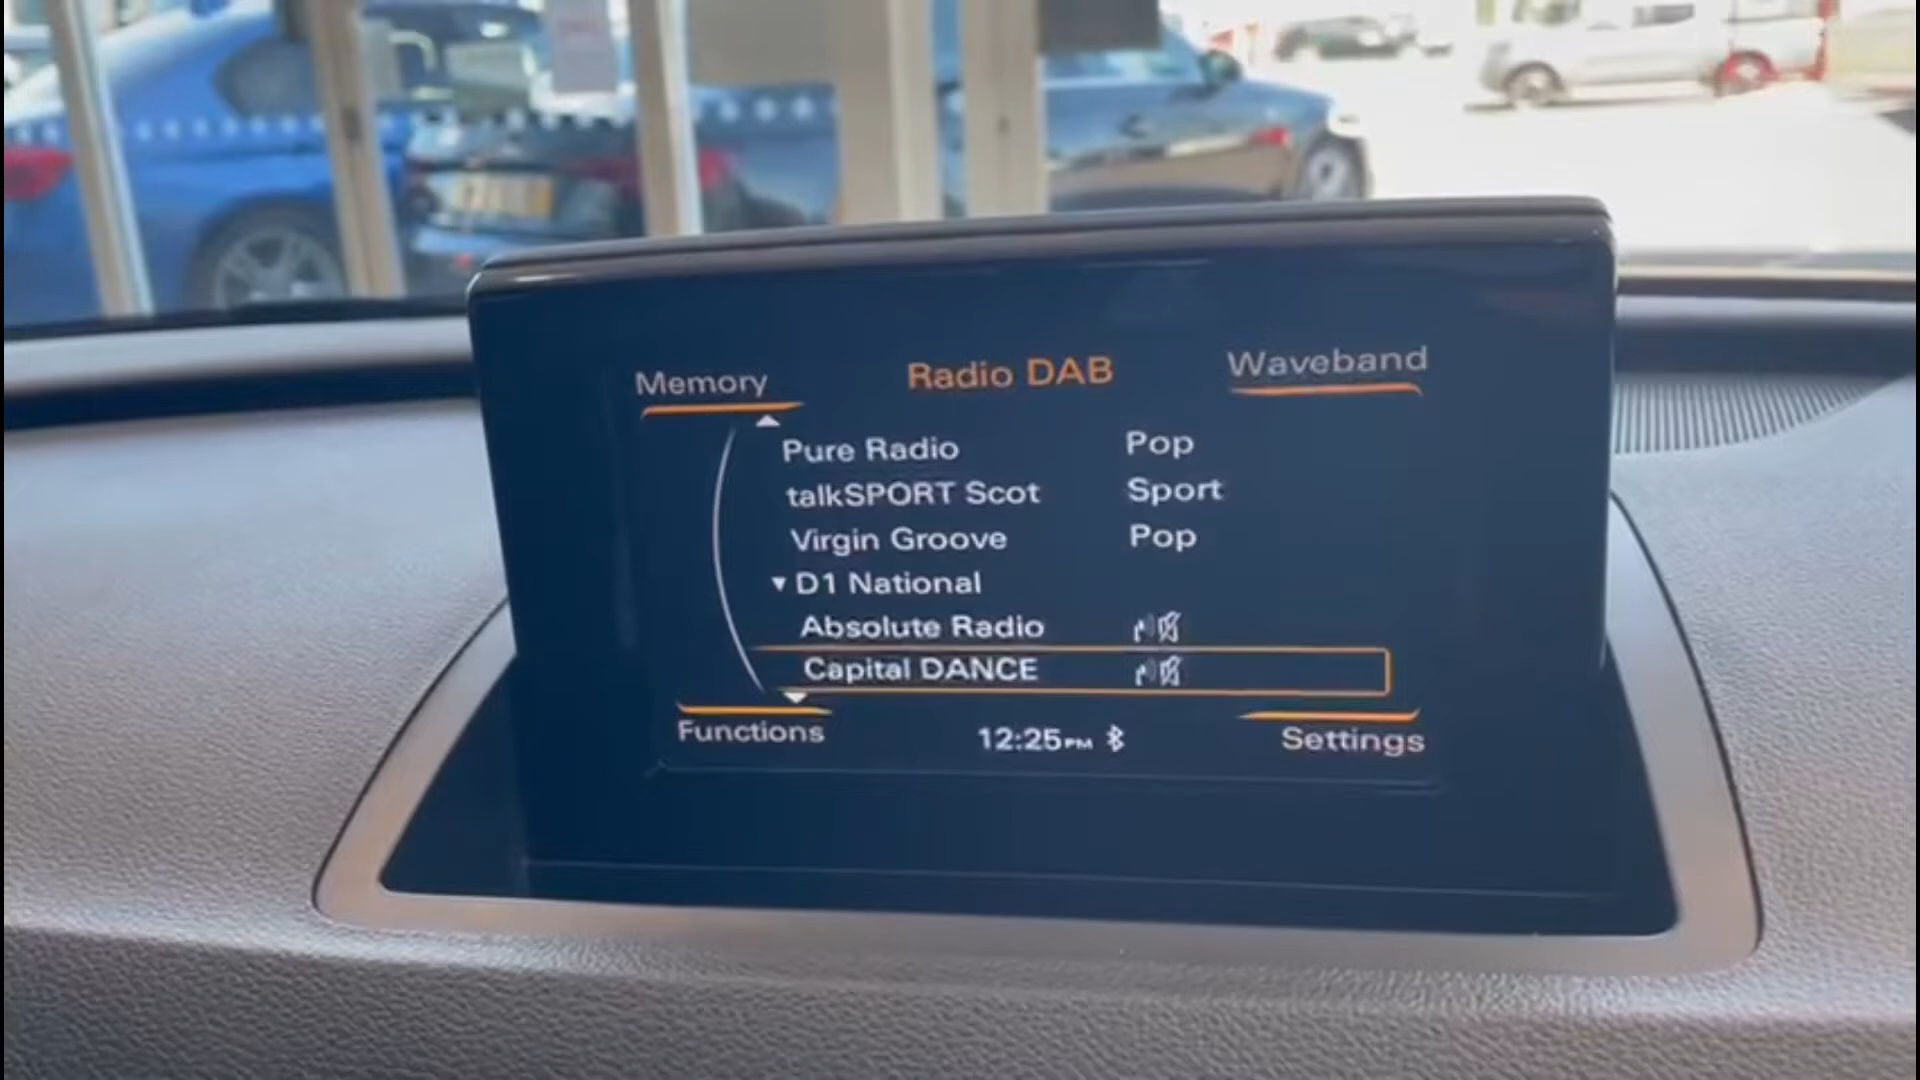 Memory Radio DAB Waveband
Pure Radio Pop
talkSPORT Scot Sport
Virgin Groove Pop
▼ D1 National
Absolute Radio
Capital DANCE
Functions 12:25PM Settings